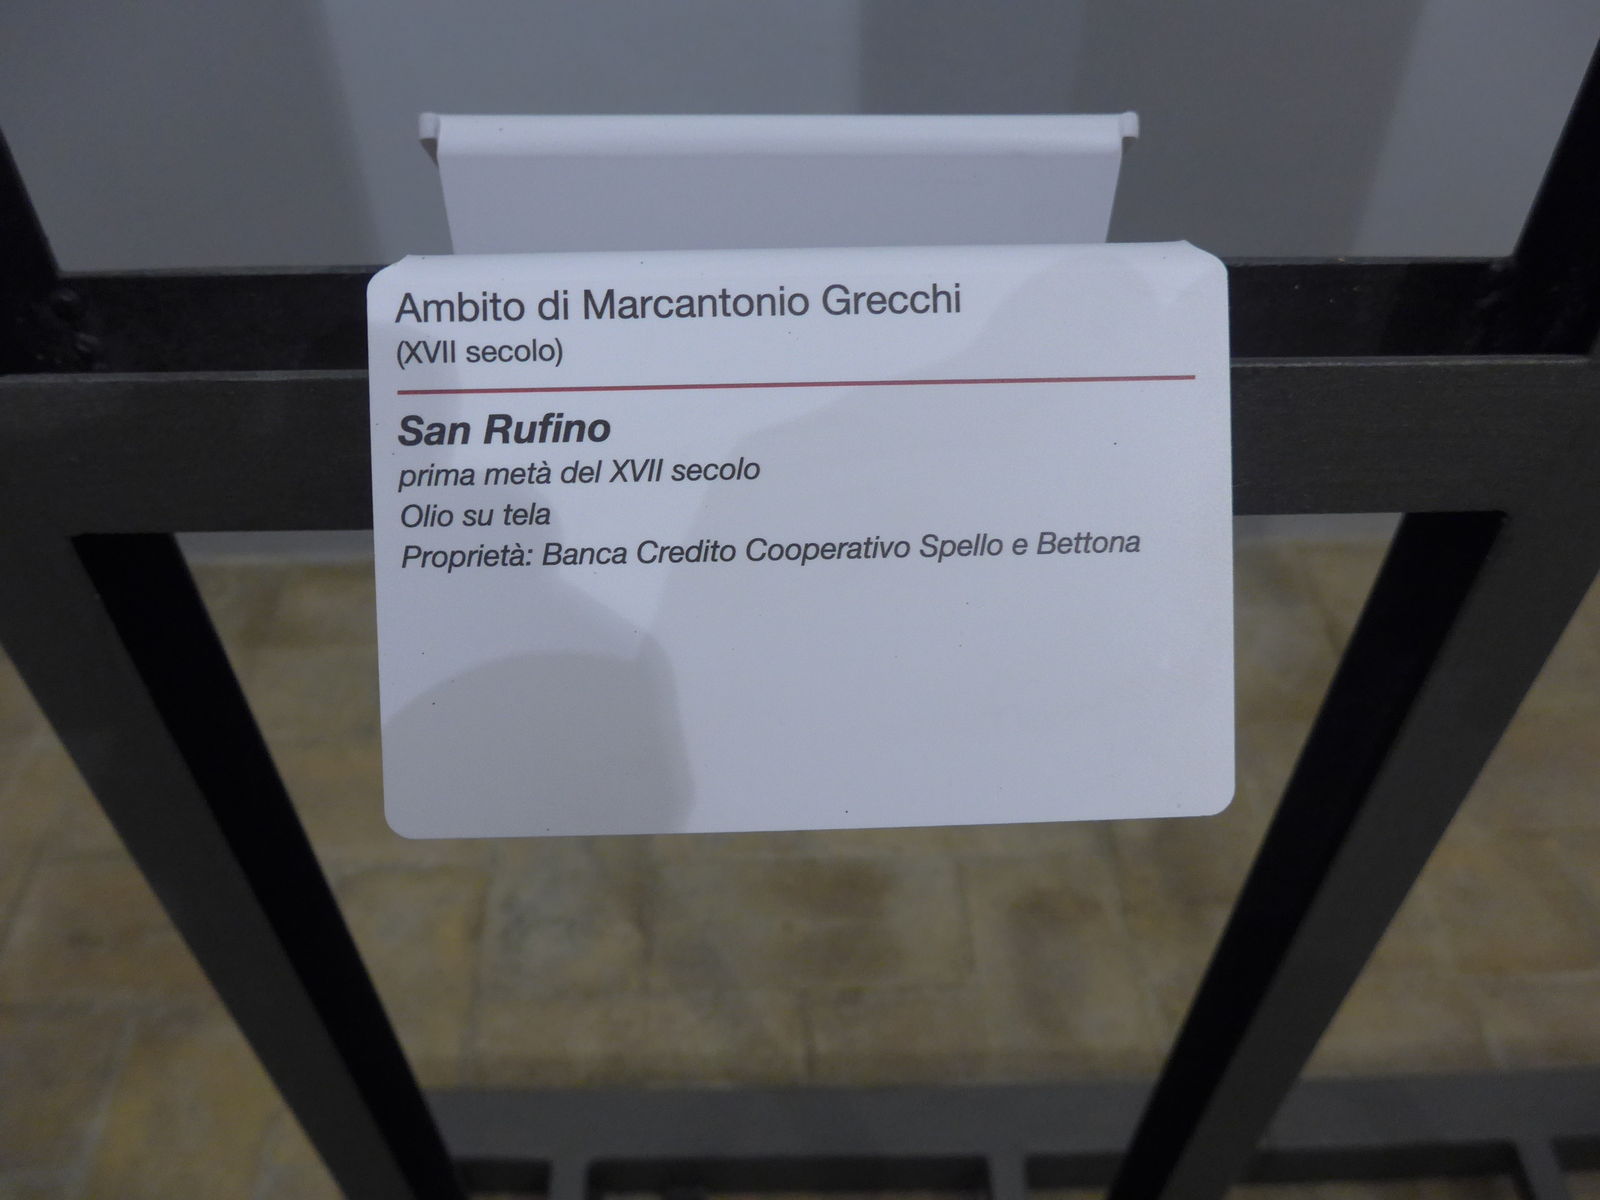 Ambito di Marcantonio Grecchi
(XVII secolo)
San Rufino
prima metà del XVII secolo
Olio su tela
Proprietà: Banca Credito Cooperativo Spello e Bettona